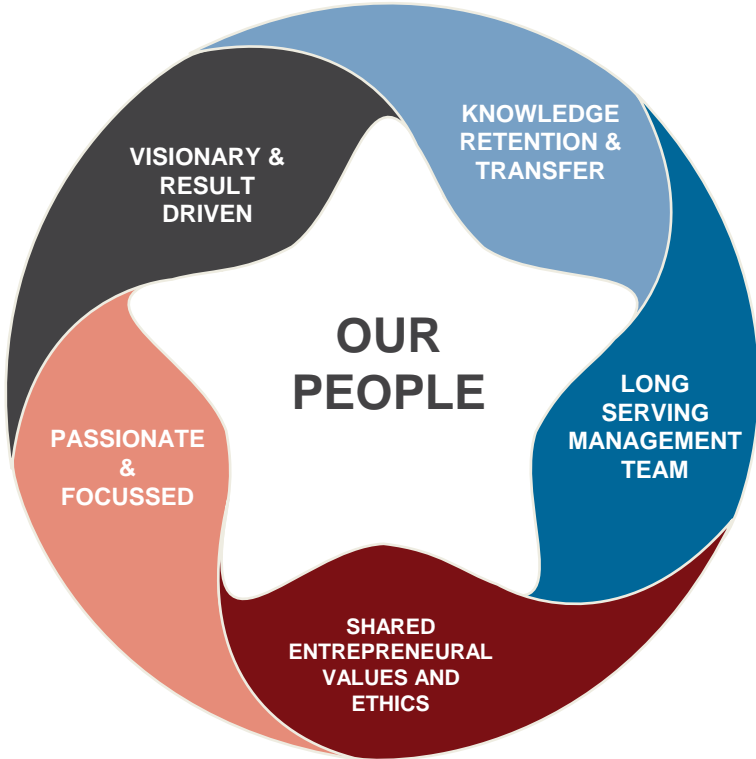 VISIONARY &
RESULT
DRIVEN
KNOWLEDGE
RETENTION &
TRANSFER
OUR
PEOPLE
LONG
SERVING
MANAGEMENT
TEAM
PASSIONATE
&
FOCUSSED
SHARED
ENTREPRENEURAL
VALUES AND
ETHICS